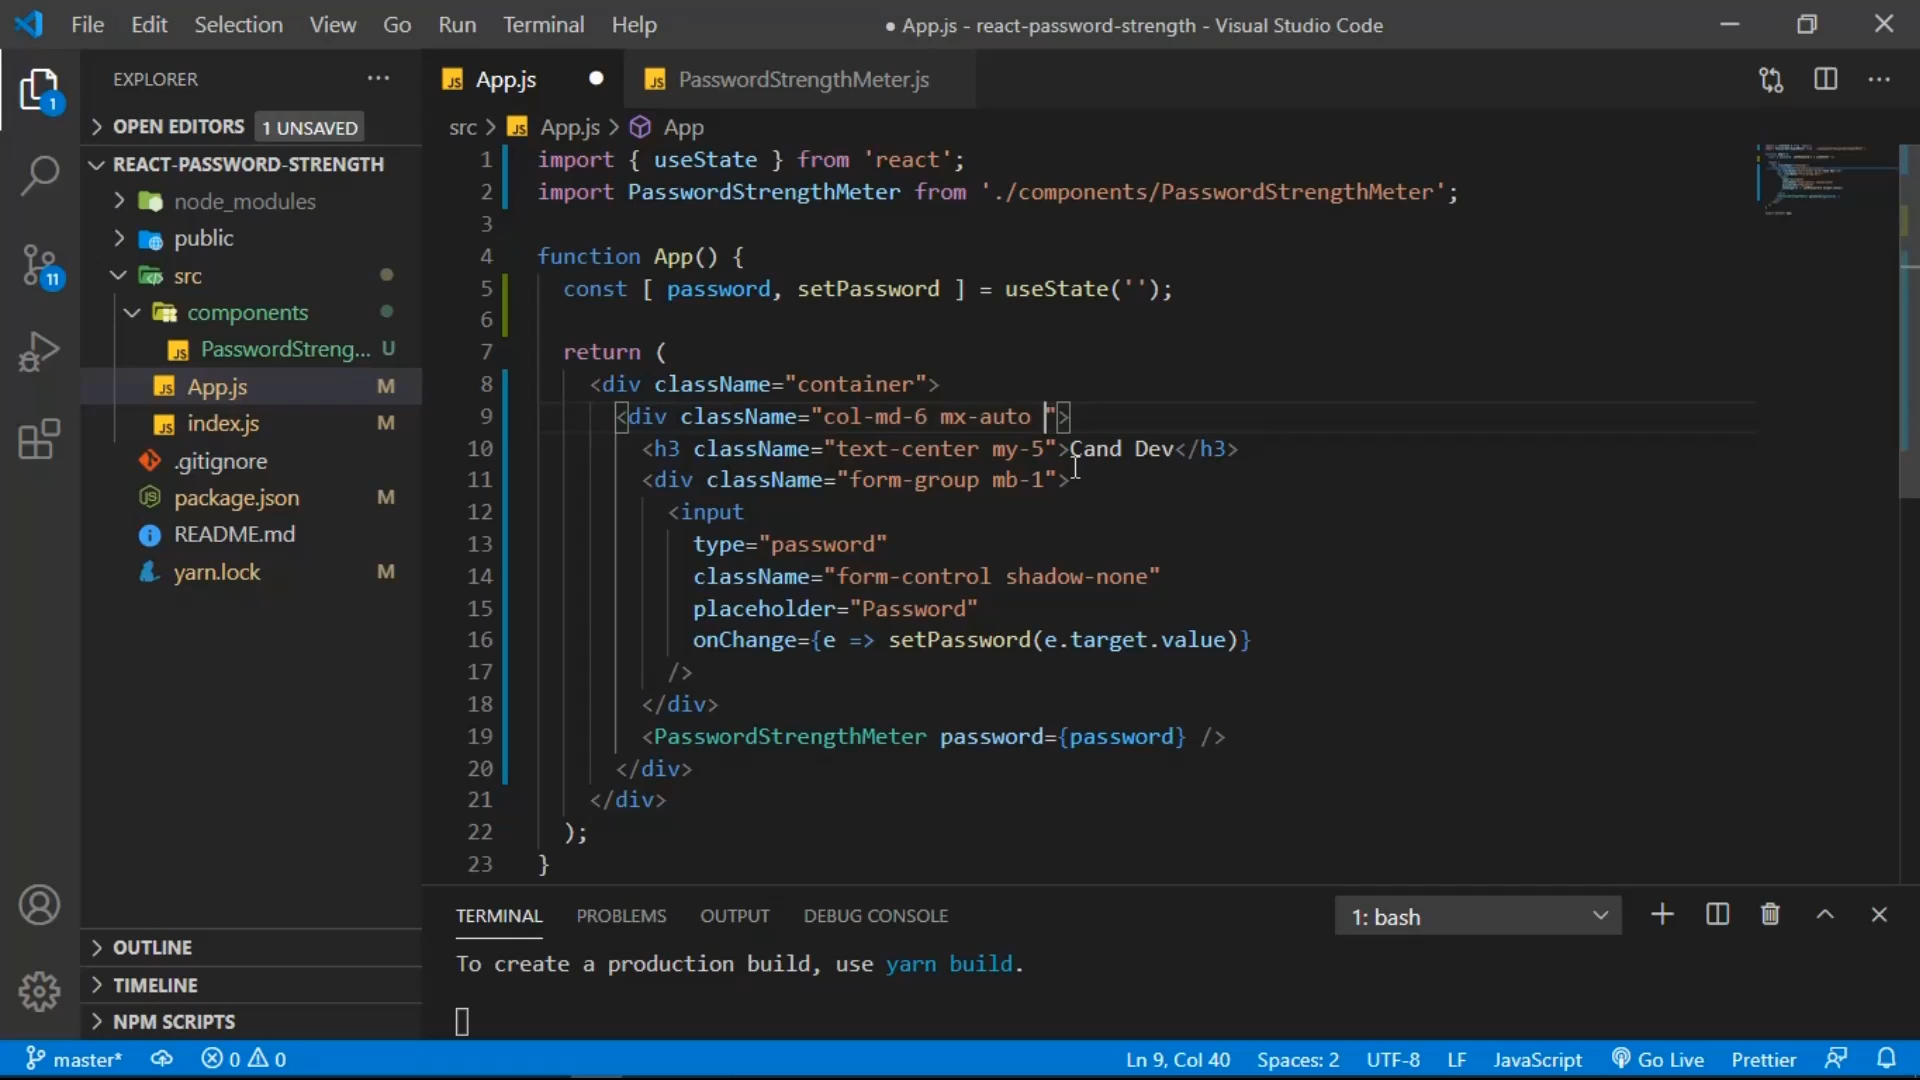 File Edit Selection View Go Run Terminal Help ● App.js - react-password-strength - Visual Studio Code
EXPLORER
OPEN EDITORS 1 UNSAVED
REACT-PASSWORD-STRENGTH
node_modules
public
src
components
PasswordStreng... U
App.js M
index.js M
.gitignore
package.json
README.md
yarn.lock M
OUTLINE
TIMELINE
NPM SCRIPTS
1
11
JS App.js JS PasswordStrengthMeter.js
src > JS App.js > App
1 import { useState } from 'react';
2 import PasswordStrengthMeter from './components/PasswordStrengthMeter';
3
4 function App() {
5 const [ password, setPassword ] = useState('');
6
7 return (
8 <div className="container">
9 <div className="col-md-6 mx-auto ">
10 <h3 className="text-center my-5">Cand Dev</h3>
11 <div className="form-group mb-1">
12 <input
13 type="password"
14 className="form-control shadow-none"
15 placeholder="Password"
16 onChange={e => setPassword(e.target.value)}
17 />
18 </div>
19 <PasswordStrengthMeter password={password} />
20 </div>
21 </div>
22 );
23 }
TERMINAL PROBLEMS OUTPUT DEBUG CONSOLE 1: bash
To create a production build, use yarn build.
master* 0 0 Ln 9, Col 40 Spaces: 2 UTF-8 LF JavaScript Go Live Prettier